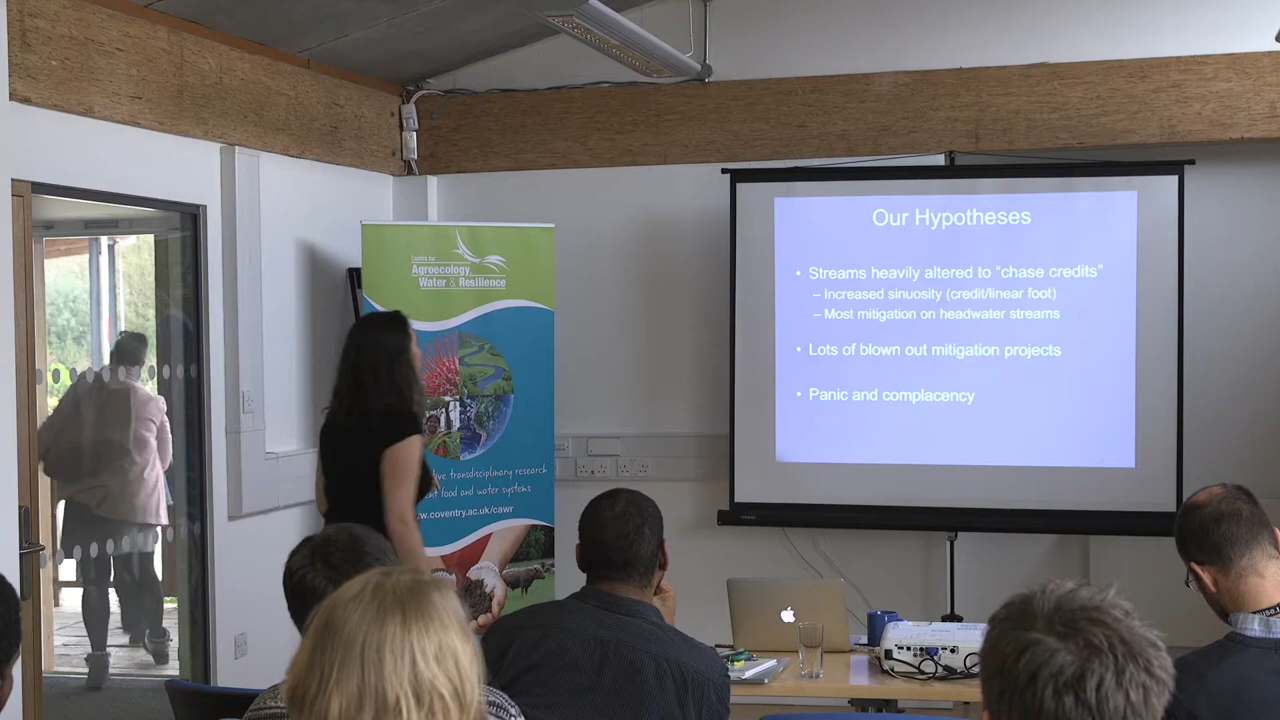 Centre for
Agroecology,
Water & Resilience
transdisciplinary research
food and water systems
.coventry.ac.uk/cawr
Our Hypotheses
• Streams heavily altered to “chase credits”
– Increased sinuosity (credit/linear foot)
– Most mitigation on headwater streams
• Lots of blown out mitigation projects
• Panic and complacency